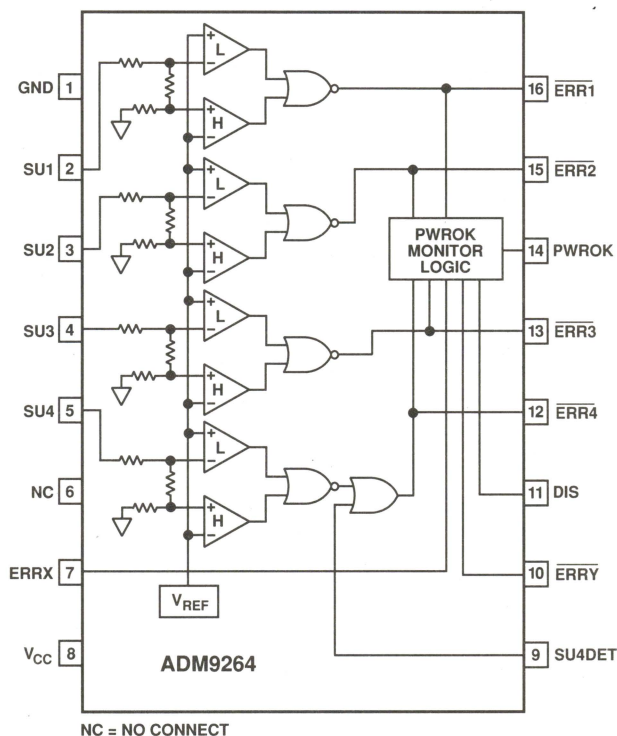 GND 1
SU1 2
SU2 3
SU3 4
SU4 5
NC 6
ERRX 7
VCC 8
L
H
L
H
L
H
L
H
+
−
+
−
+
−
+
−
+
−
+
−
+
−
+
−
VREF
ADM9264
PWROK
MONITOR
LOGIC
16 ERR1
15 ERR2
14 PWROK
13 ERR3
12 ERR4
11 DIS
10 ERRY
9 SU4DET
NC = NO CONNECT